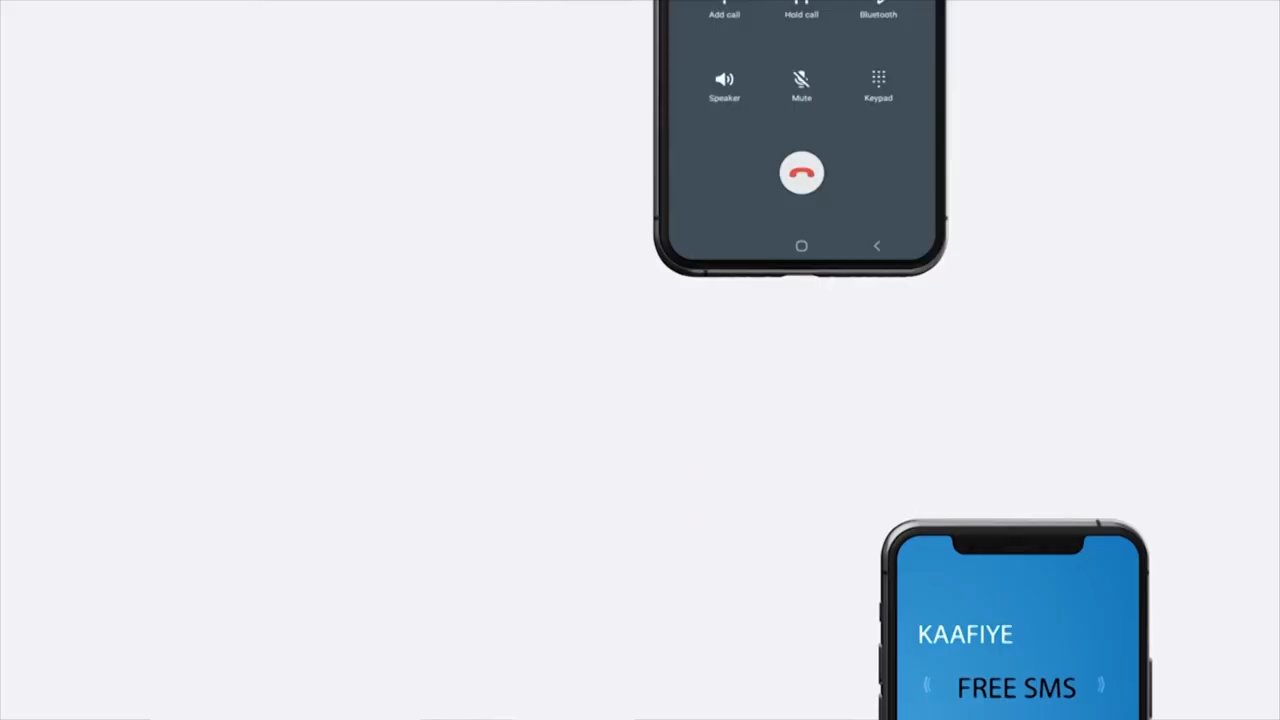 Add call Hold call Bluetooth
Speaker Mute Keypad
KAAFIYE
FREE SMS